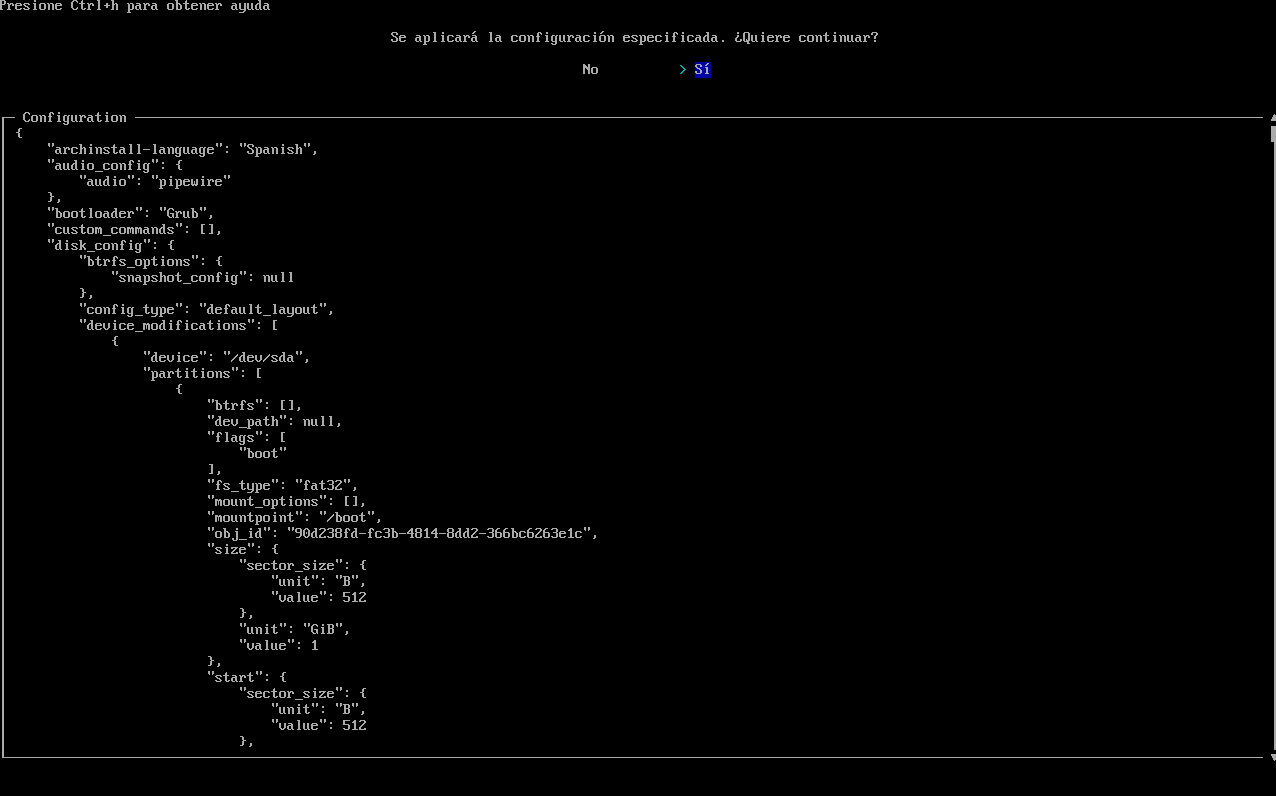 Presione Ctrl+h para obtener ayuda
Se aplicará la configuración especificada. ¿Quiere continuar?
No > Sí
Configuration
{
    "archinstall-language": "Spanish",
    "audio_config": {
        "audio": "pipewire"
    },
    "bootloader": "Grub",
    "custom_commands": [],
    "disk_config": {
        "btrfs_options": {
            "snapshot_config": null
        },
        "config_type": "default_layout",
        "device_modifications": [
            {
                "device": "/dev/sda",
                "partitions": [
                    {
                        "btrfs": [],
                        "dev_path": null,
                        "flags": [
                            "boot"
                        ],
                        "fs_type": "fat32",
                        "mount_options": [],
                        "mountpoint": "/boot",
                        "obj_id": "90d238fd-fc3b-4814-8dd2-366bc6263e1c",
                        "size": {
                            "sector_size": {
                                "unit": "B",
                                "value": 512
                            },
                            "unit": "GiB",
                            "value": 1
                        },
                        "start": {
                            "sector_size": {
                                "unit": "B",
                                "value": 512
                            },